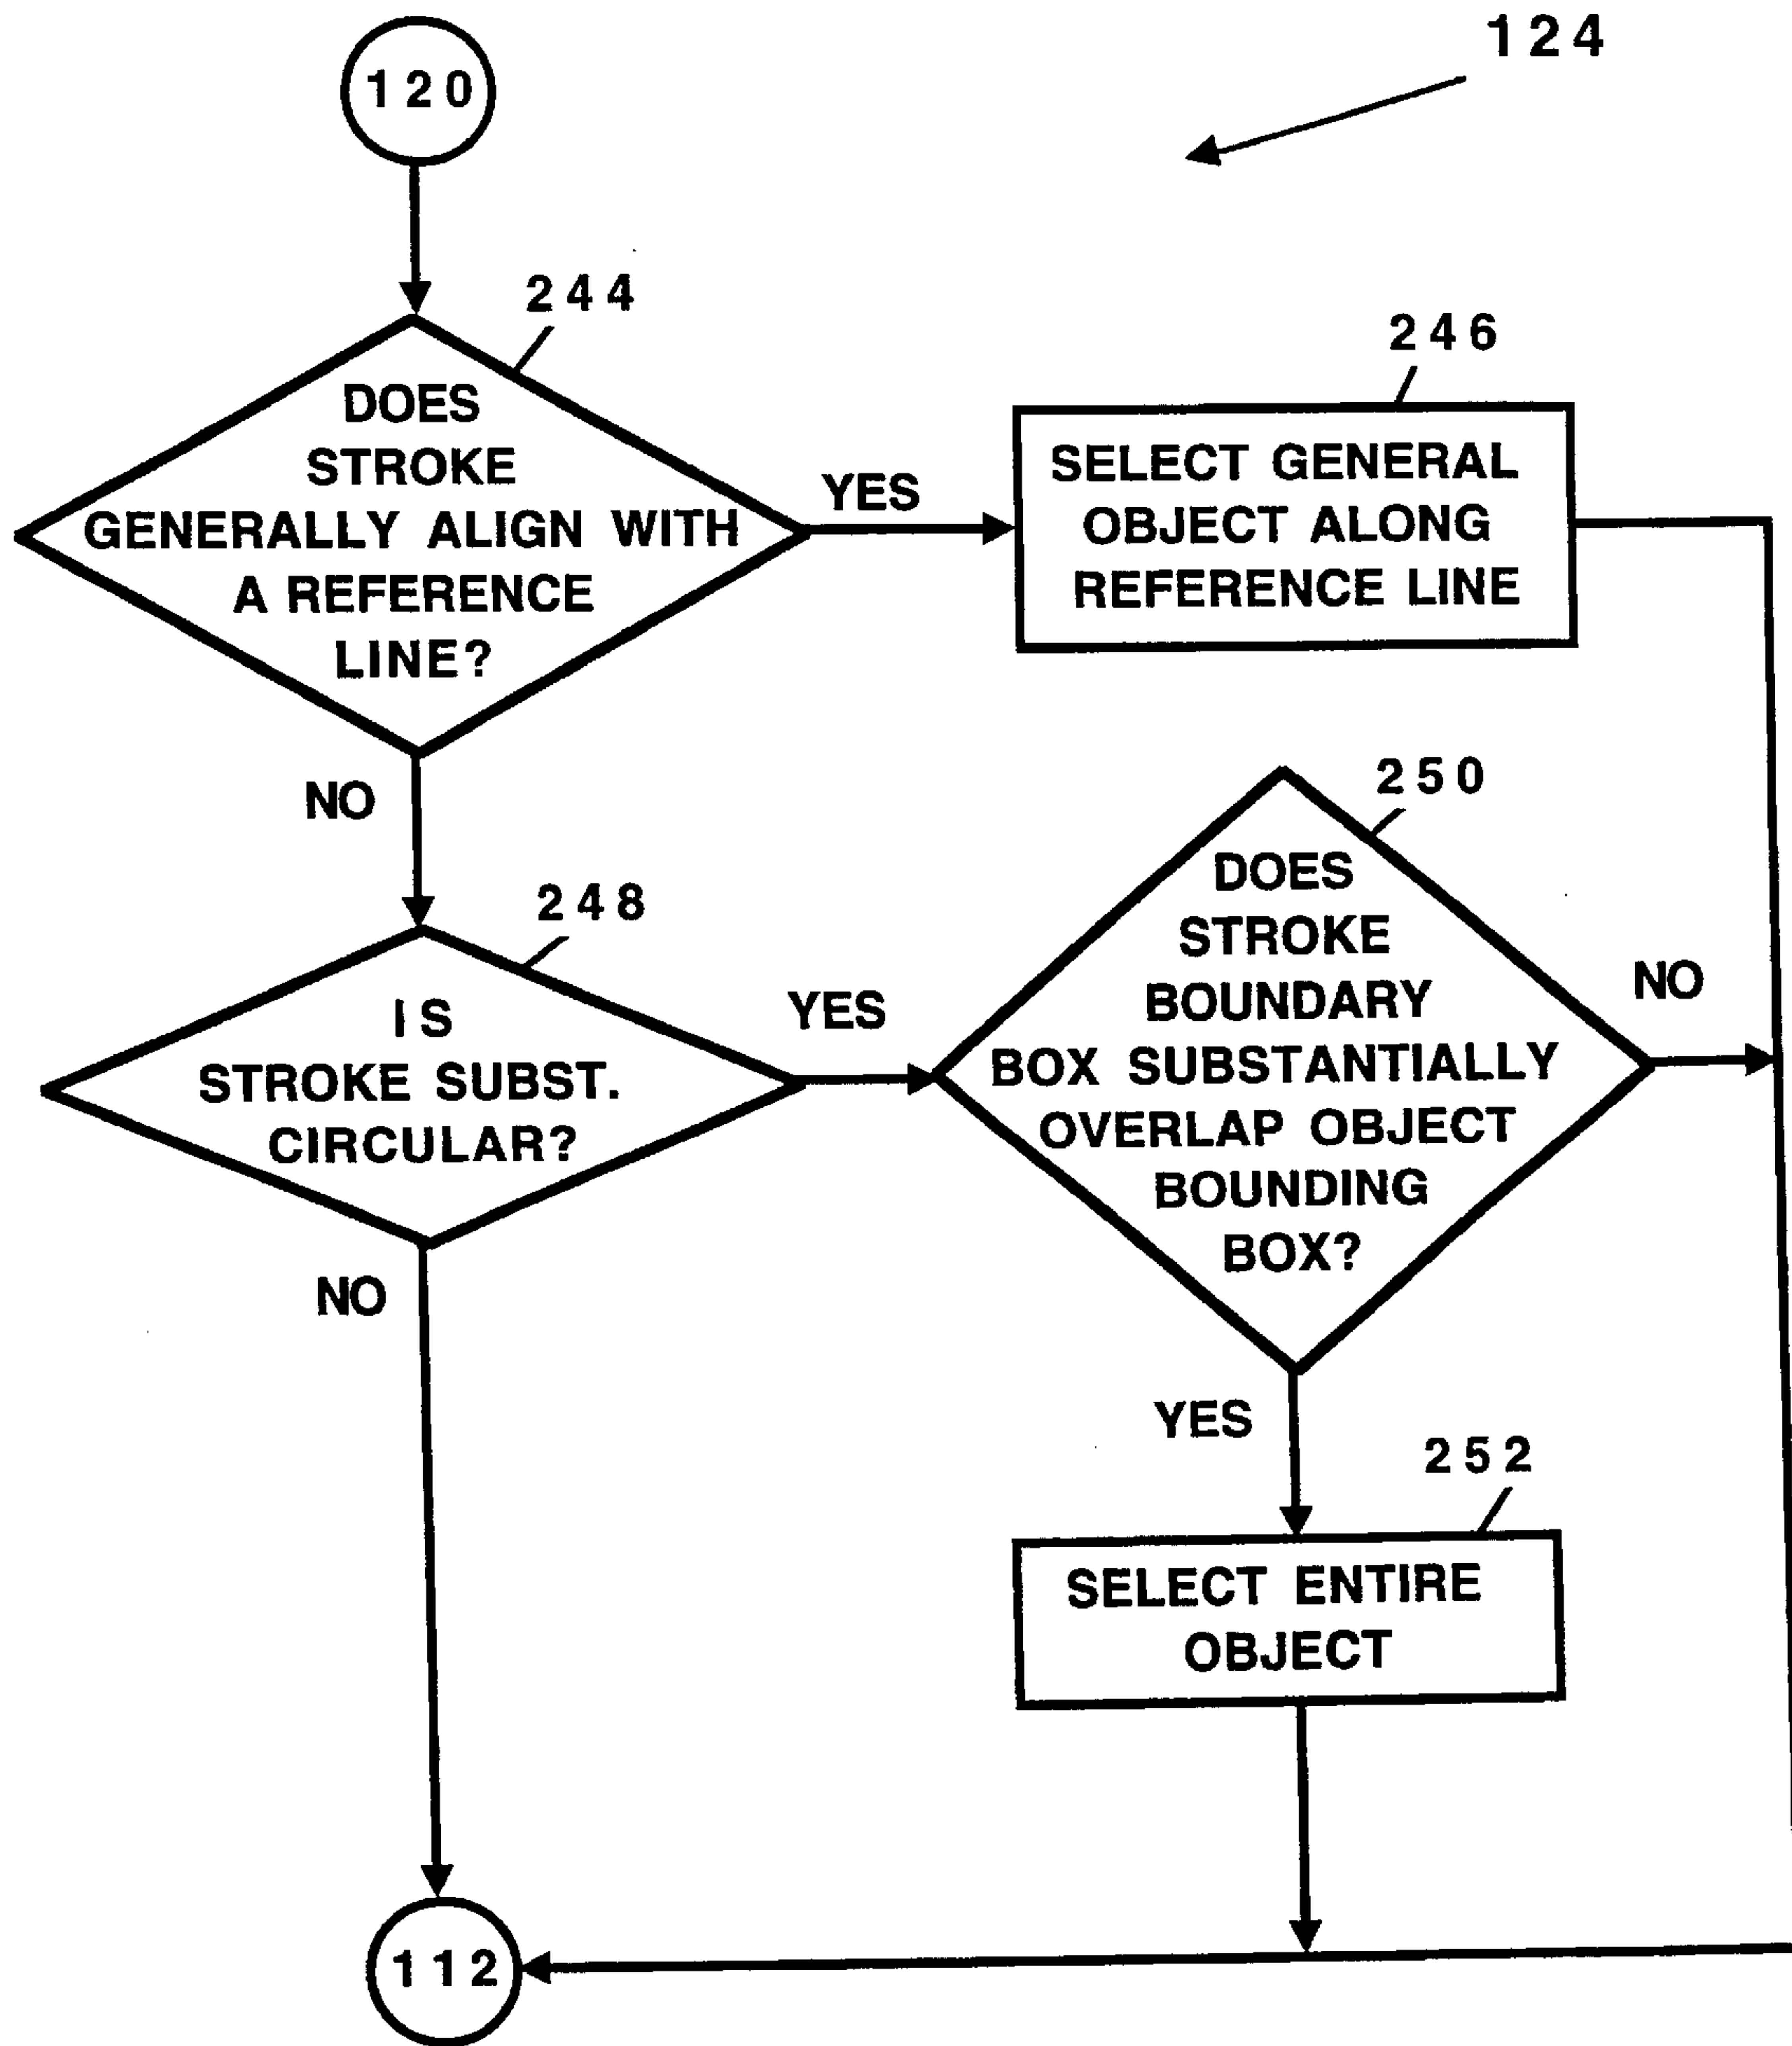 120
124
244
DOES
STROKE
GENERALLY ALIGN WITH
A REFERENCE
LINE?
YES
246
SELECT GENERAL
OBJECT ALONG
REFERENCE LINE
NO
248
IS
STROKE SUBST.
CIRCULAR?
YES
250
DOES
STROKE
BOUNDARY
BOX SUBSTANTIALLY
OVERLAP OBJECT
BOUNDING
BOX?
NO
NO
YES
252
SELECT ENTIRE
OBJECT
112